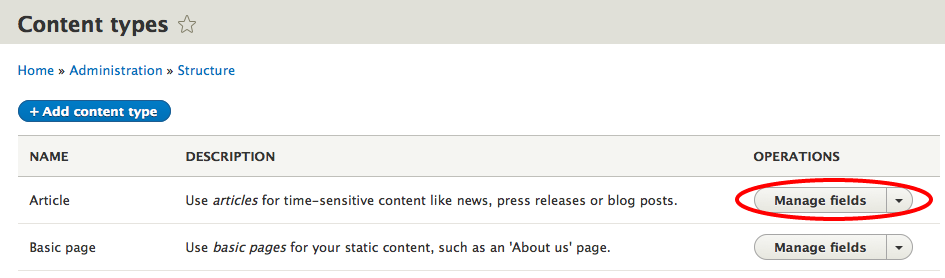 Content types
Home » Administration » Structure
+ Add content type
NAME DESCRIPTION OPERATIONS
Article Use articles for time-sensitive content like news, press releases or blog posts. Manage fields
Basic page Use basic pages for your static content, such as an 'About us' page. Manage fields